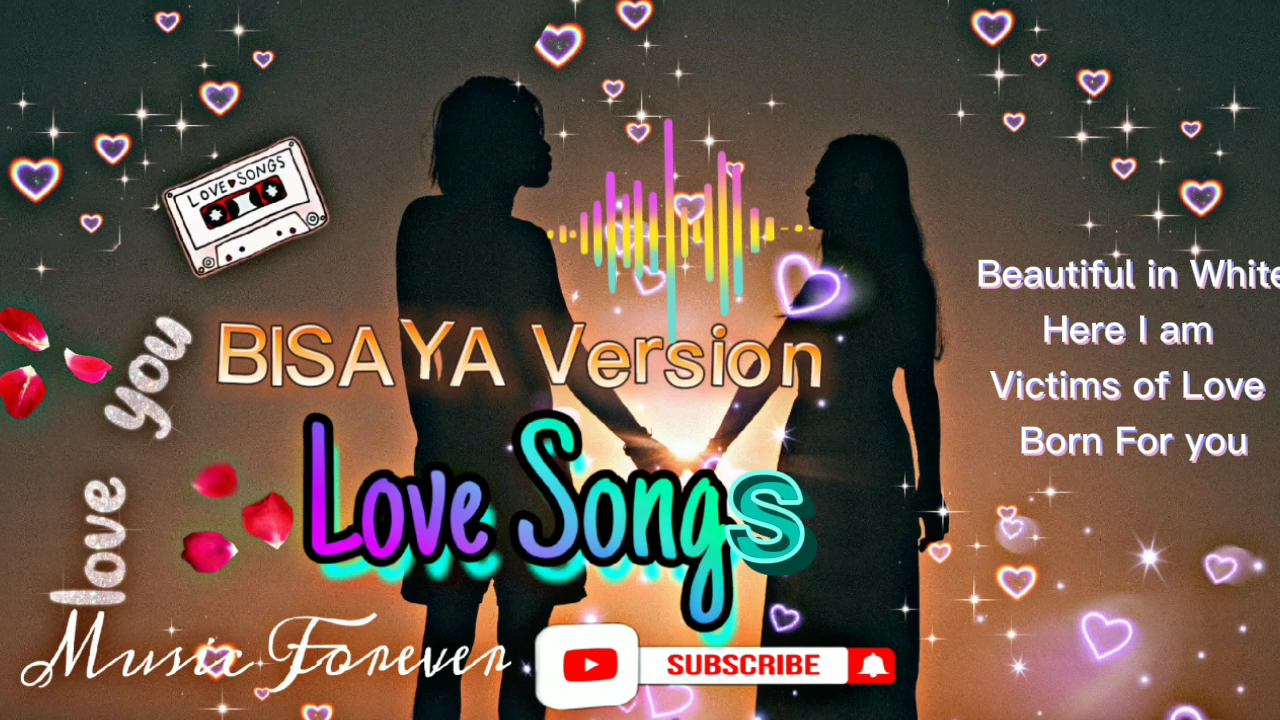 LOVE♥SONGS
Beautiful in White
Here I am
Victims of Love
Born For you
BISAYA Version
love you
Love Songs
Music Forever
SUBSCRIBE